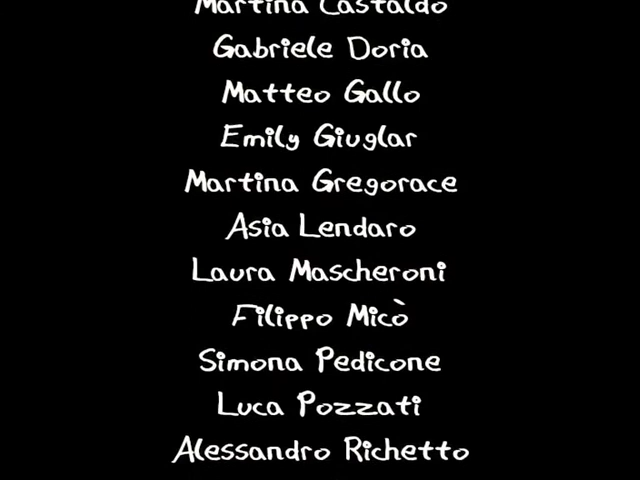 Martina Castaldo
Gabriele Doria
Matteo Gallo
Emily Giuglar
Martina Gregorace
Asia Lendaro
Laura Mascheroni
Filippo Micò
Simona Pedicone
Luca Pozzati
Alessandro Richetto